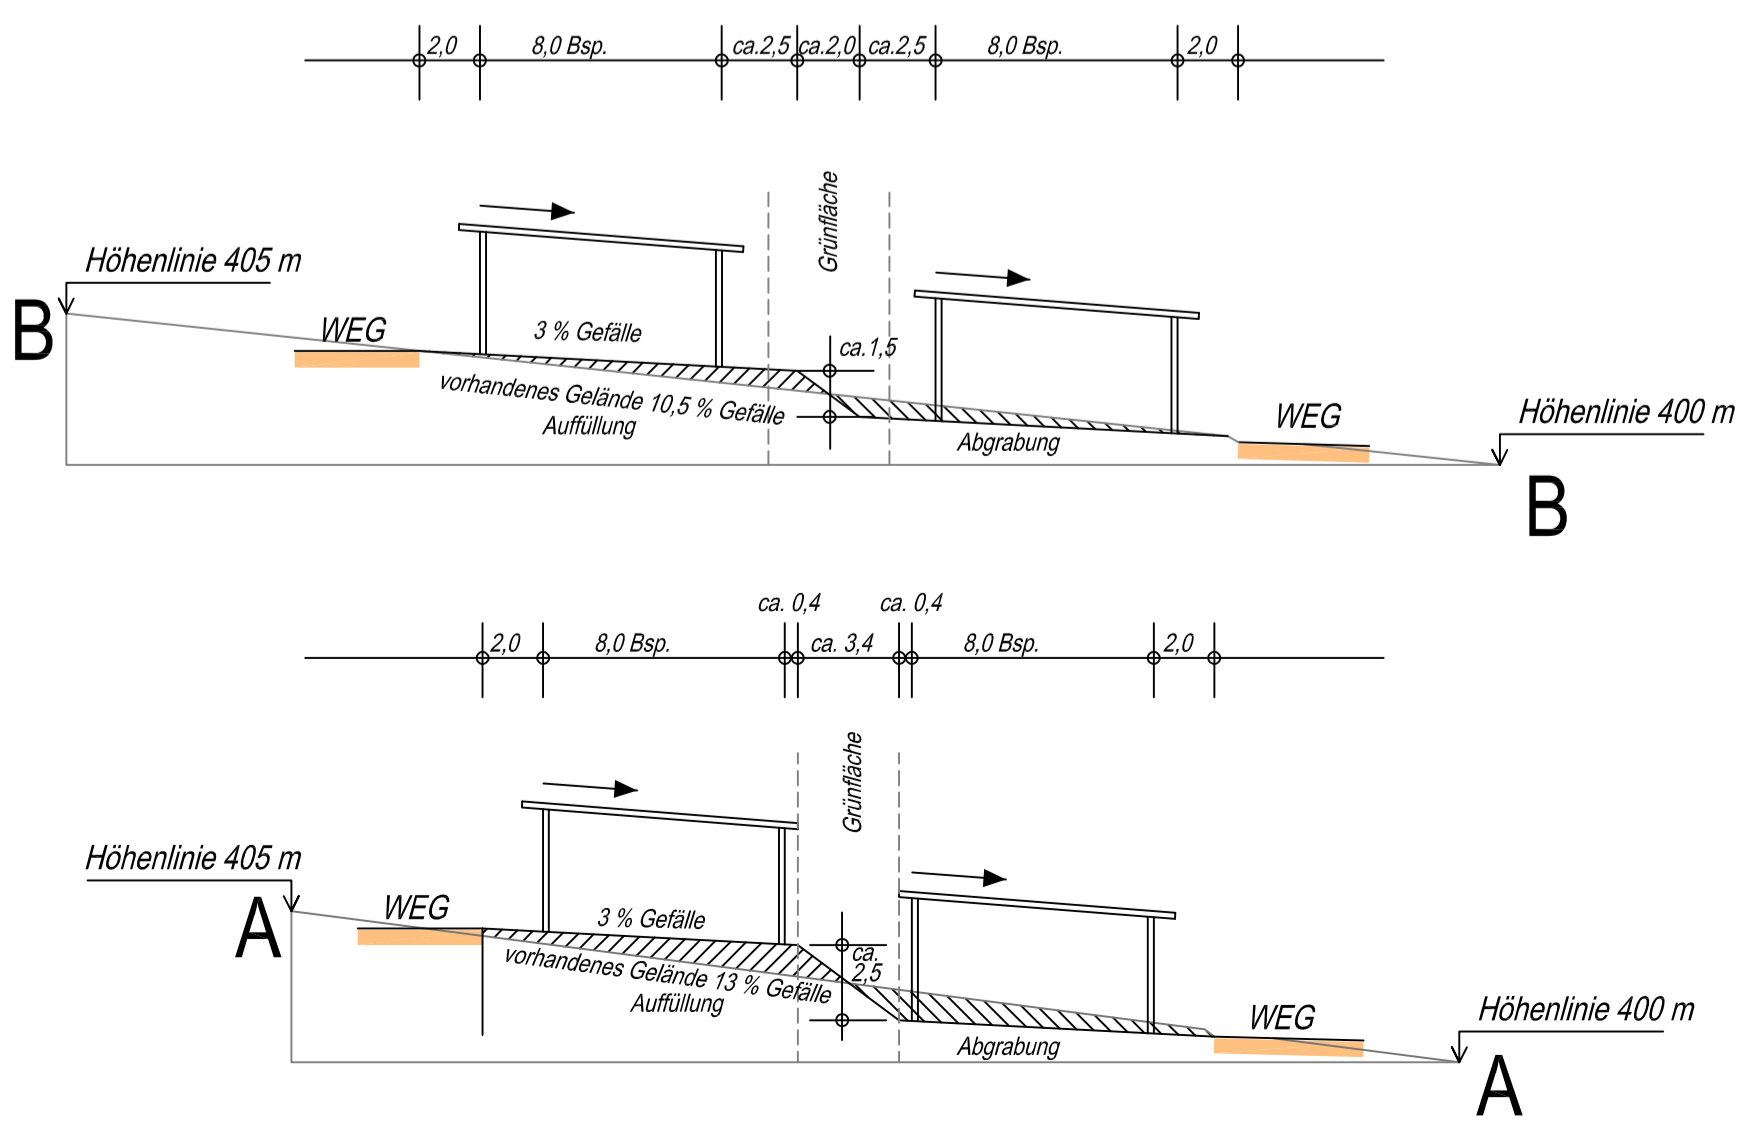 2,0 8,0 Bsp. ca.2,5 ca.2,0 ca.2,5 8,0 Bsp. 2,0
Grünfläche
Höhenlinie 405 m
B
WEG
3 % Gefälle
ca.1,5
vorhandenes Gelände 10,5 % Gefälle
Auffüllung
Abgrabung
WEG
Höhenlinie 400 m
B
ca. 0,4 ca. 0,4
2,0 8,0 Bsp. ca. 3,4 8,0 Bsp. 2,0
Grünfläche
Höhenlinie 405 m
A
WEG
3 % Gefälle
ca.
2,5
vorhandenes Gelände 13 % Gefälle
Auffüllung
Abgrabung
WEG
Höhenlinie 400 m
A